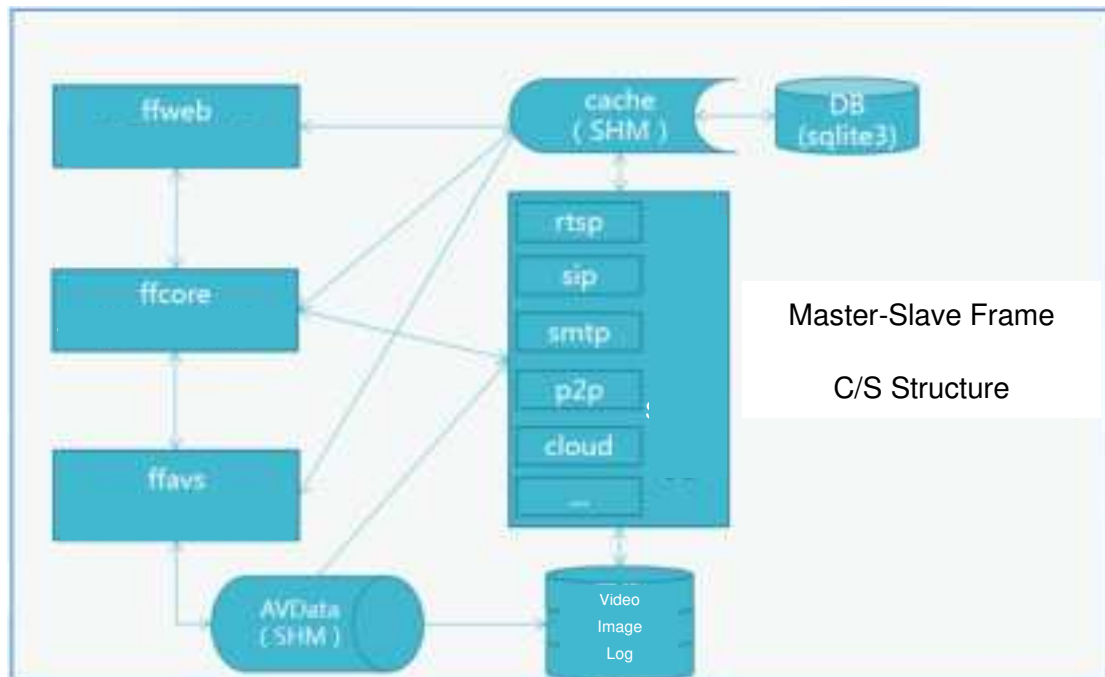 ffweb
cache
( SHM )
DB
(sqlite3)
rtsp
sip
ffcore
smtp
Master-Slave Frame
p2p
C/S Structure
cloud
ffavs
...
AVData
( SHM )
Video
Image
Log